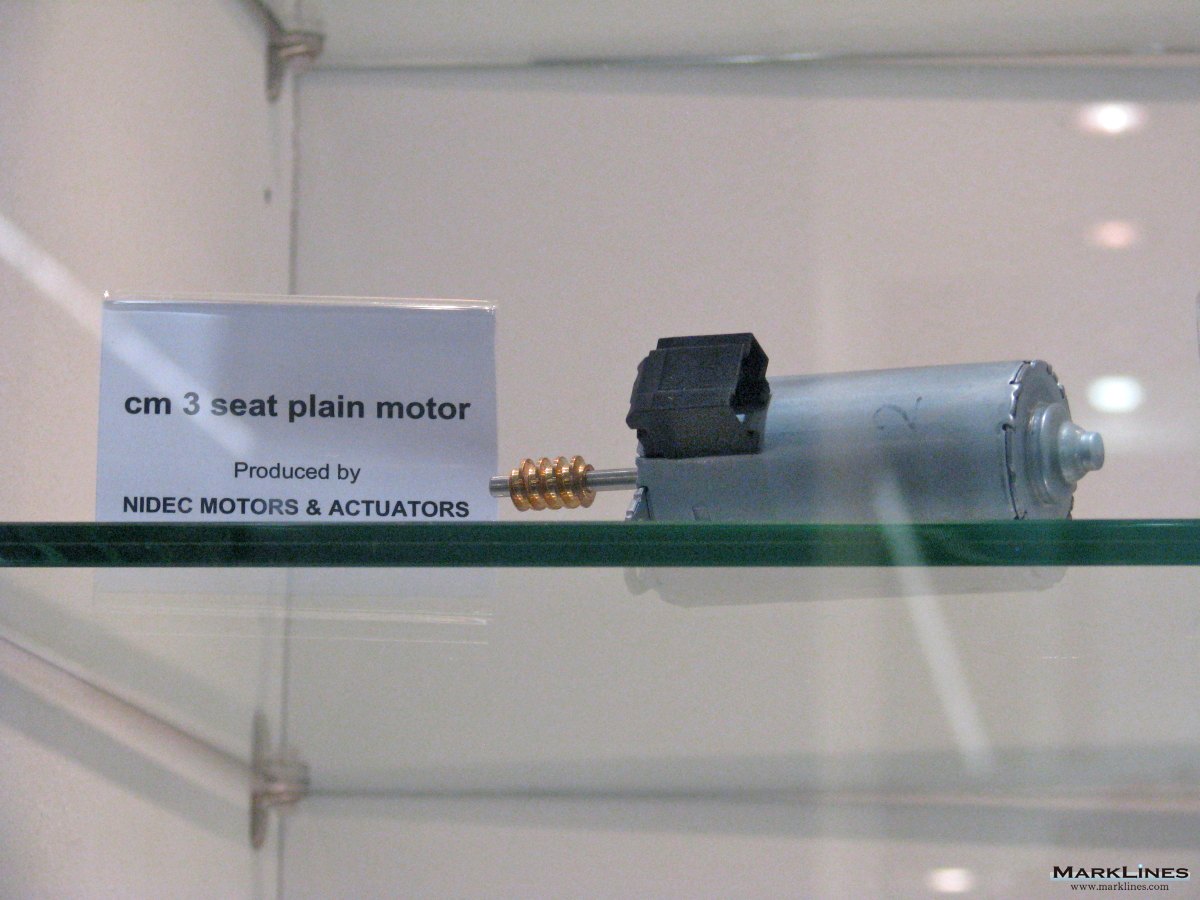 cm 3 seat plain motor
Produced by
NIDEC MOTORS & ACTUATORS
MARKLINES
www.marklines.com